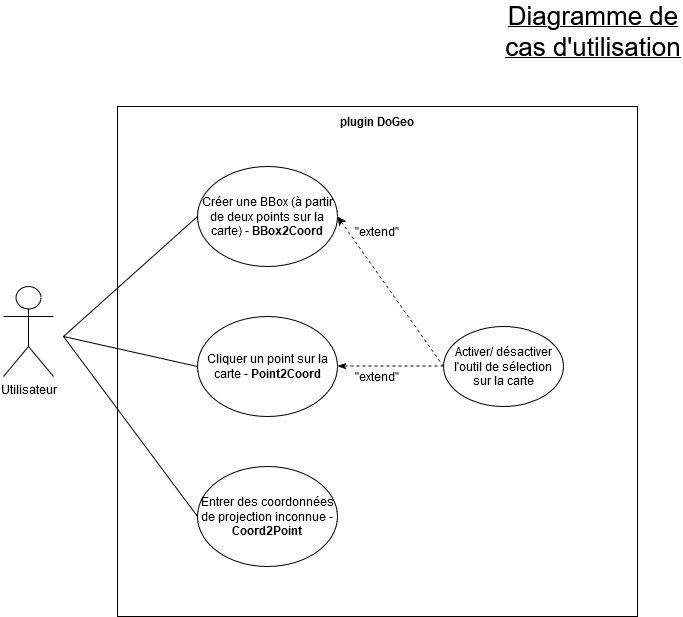 Diagramme de
cas d'utilisation
plugin DoGeo
Créer une BBox (à partir
de deux points sur la
carte) - BBox2Coord
"extend"
Cliquer un point sur la
carte - Point2Coord
"extend"
Activer/ désactiver
l'outil de sélection
sur la carte
Utilisateur
Entrer des coordonnées
de projection inconnue -
Coord2Point